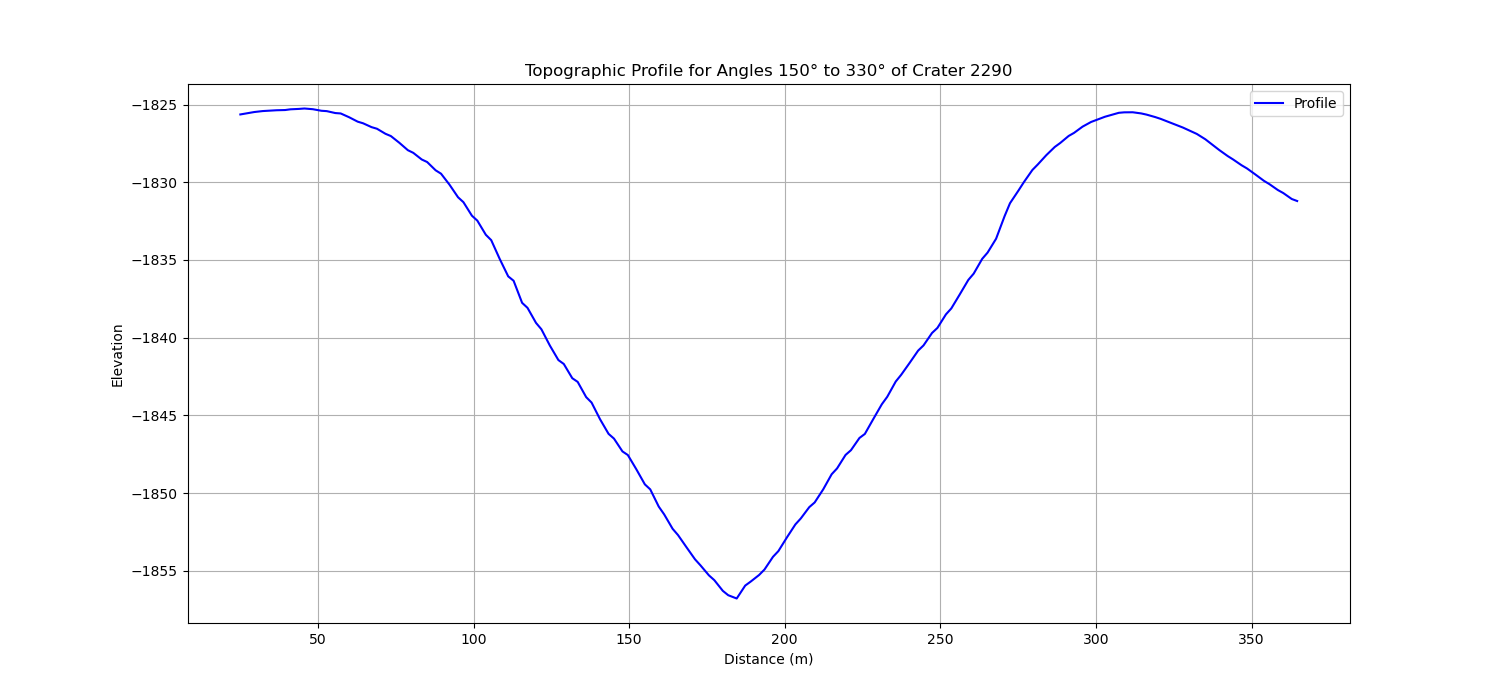 Topographic Profile for Angles 150° to 330° of Crater 2290
Profile
Elevation
−1825
−1830
−1835
−1840
−1845
−1850
−1855
50 100 150 200 250 300 350
Distance (m)